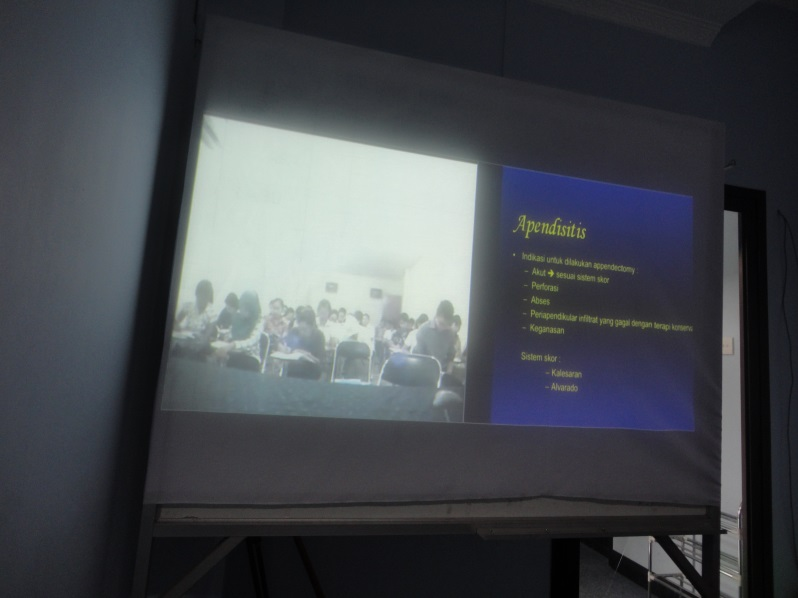 Apendisitis
• Indikasi untuk dilakukan appendectomy :
– Akut ➔ sesuai sistem skor
– Perforasi
– Abses
– Periapendikular infiltrat yang gagal dengan terapi
– Keganasan
Sistem skor :
– Kalesaran
– Alvarado